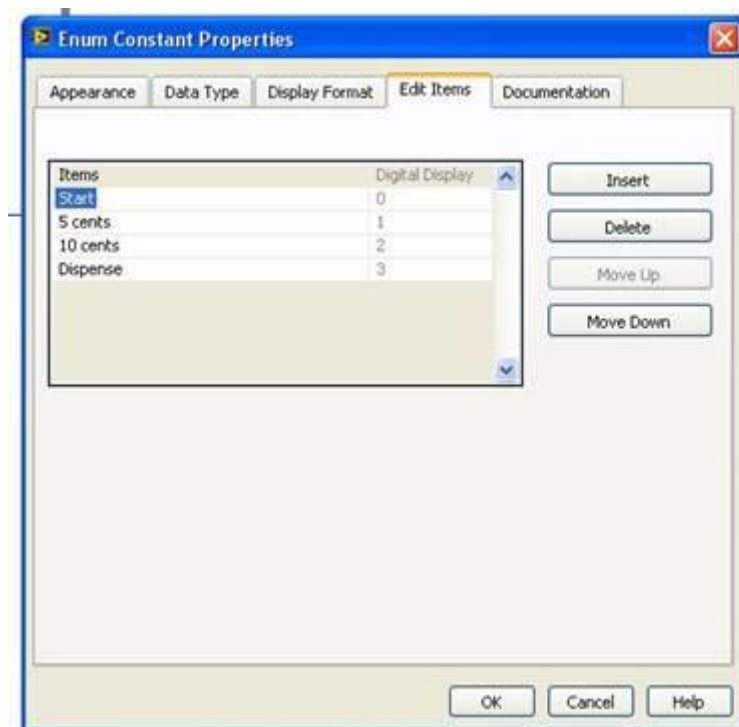 Enum Constant Properties
Appearance Data Type Display Format Edit Items Documentation
Items Digital Display
Start 0
5 cents 1
10 cents 2
Dispense 3
Insert
Delete
Move Up
Move Down
OK Cancel Help